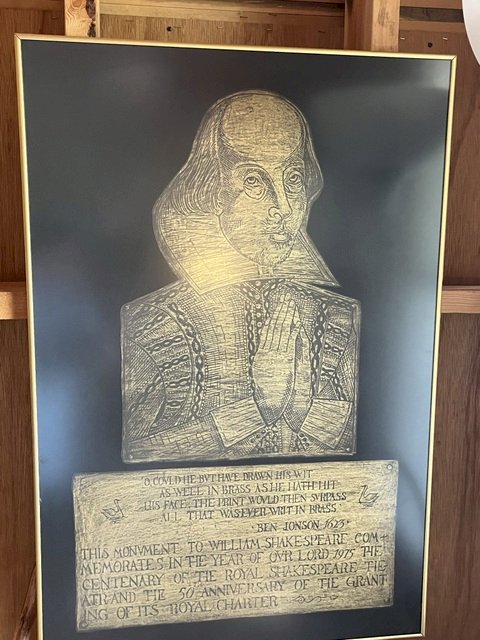 O, COVLD HE BVT HAVE DRAWN HIS WIT
AS WELL IN BRASS AS HE HATH HIT
HIS FACE; THE PRINT WOVLD THEN SVRPASS
ALL THAT WAS EVER WRIT IN BRASS
BEN JONSON 1623
THIS MONVMENT TO WILLIAM SHAKESPEARE COM-
MEMORATES IN THE YEAR OF OVR LORD 1975 THE
CENTENARY OF THE ROYAL SHAKESPEARE THE
ATR: AND THE 50 ANNIVERSARY OF THE GRANT
ING OF ITS ROYAL CHARTER